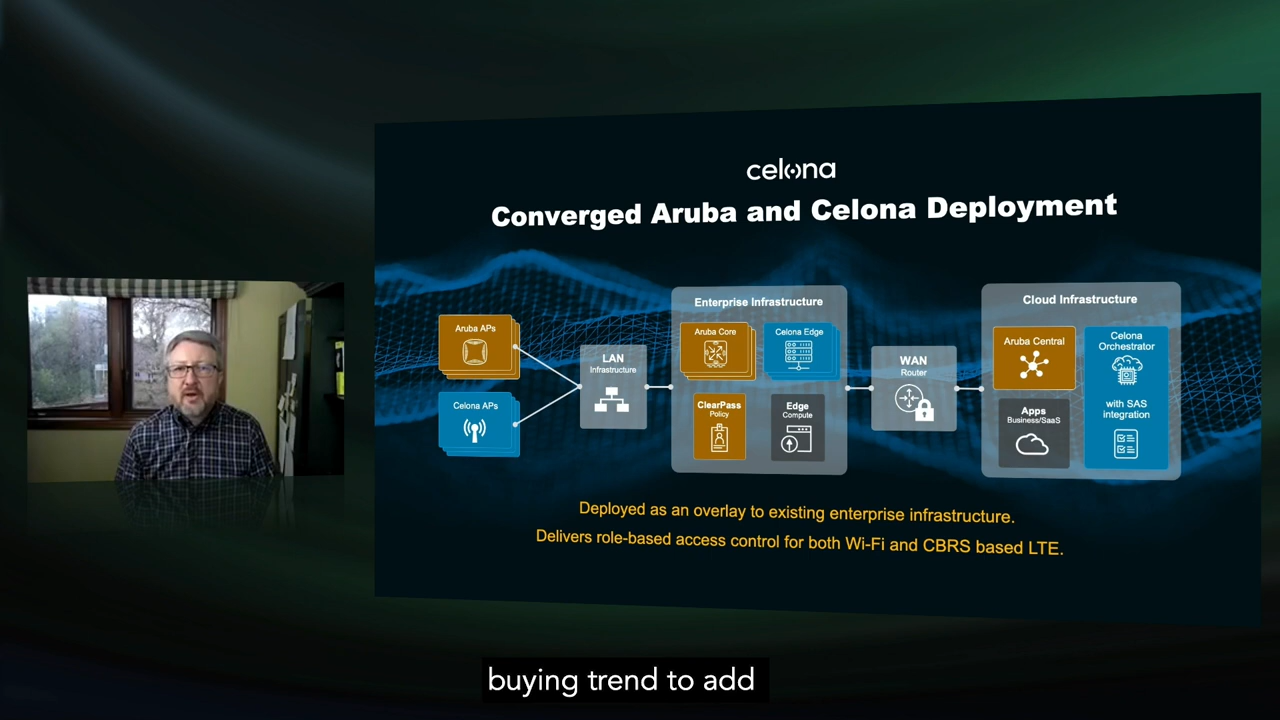 celona
Converged Aruba and Celona Deployment
Aruba APs
Celona APs
LAN
Infrastructure
Enterprise Infrastructure
Aruba Core
Celona Edge
ClearPass
Policy
Edge
Compute
WAN
Router
Cloud Infrastructure
Aruba Central
Apps
Business/SaaS
Celona
Orchestrator
with SAS
integration
Deployed as an overlay to existing enterprise infrastructure.
Delivers role-based access control for both Wi-Fi and CBRS based LTE.
buying trend to add